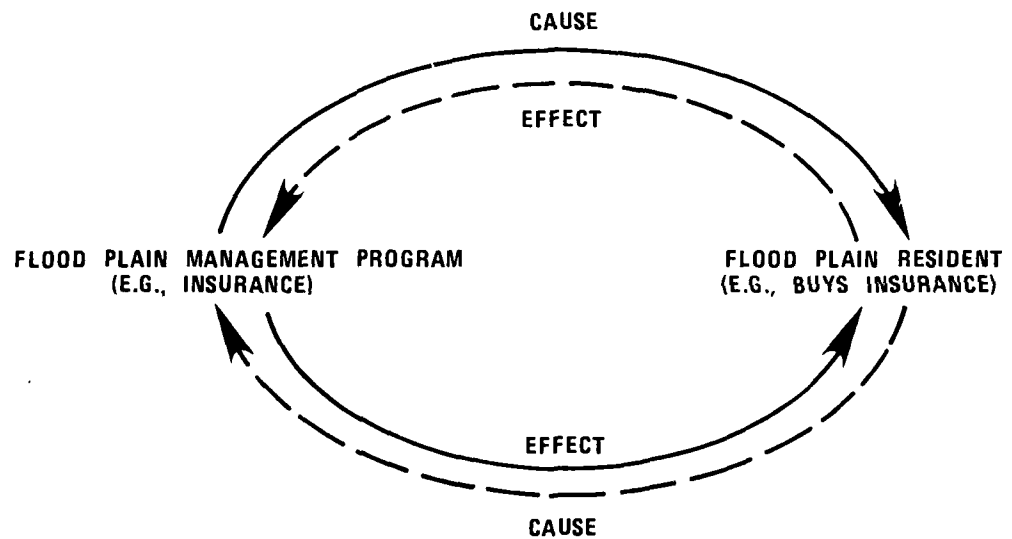 CAUSE
EFFECT
FLOOD PLAIN MANAGEMENT PROGRAM
(E.G., INSURANCE)
FLOOD PLAIN RESIDENT
(E.G., BUYS INSURANCE)
EFFECT
CAUSE